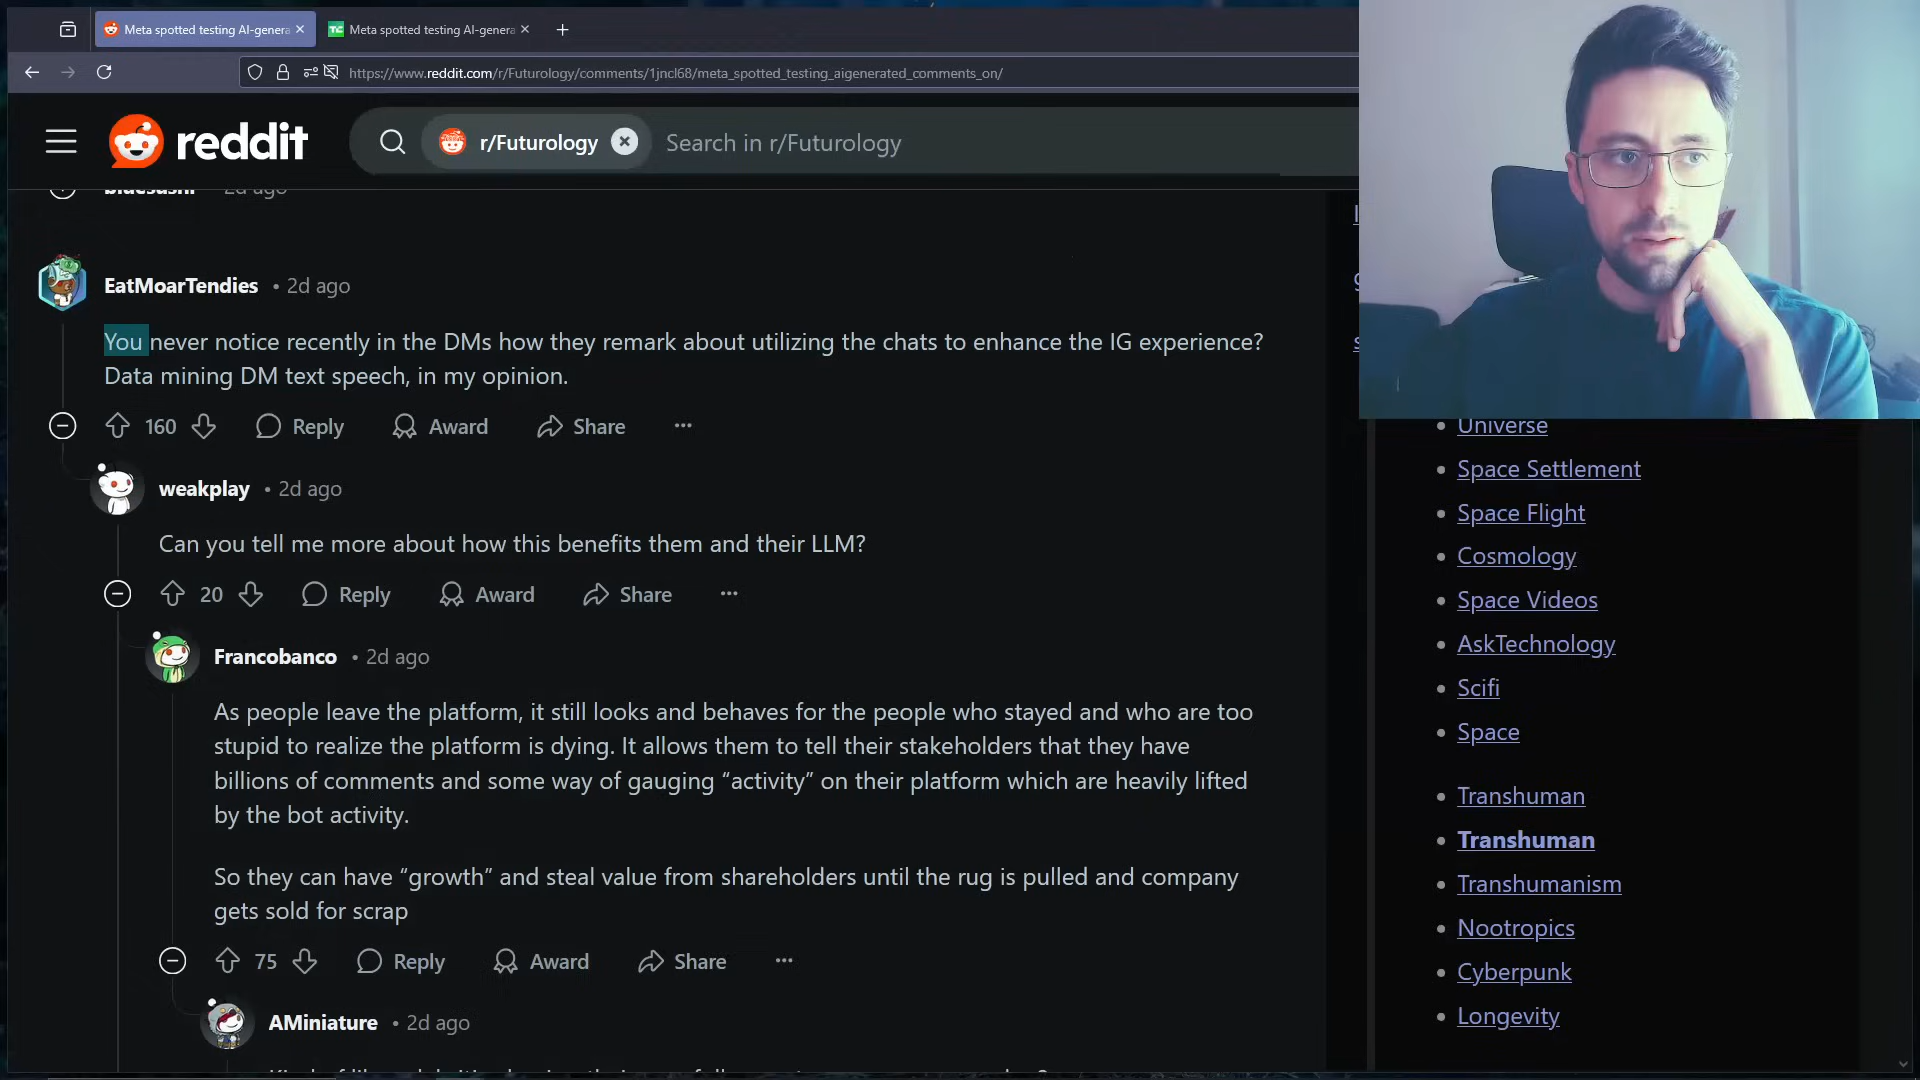 Meta spotted testing AI-genera
Meta spotted testing AI-genera
https://www.reddit.com/r/Futurology/comments/1jncl68/meta_spotted_testing_aigenerated_comments_on/
reddit
r/Futurology
Search in r/Futurology
bluesushi 2d ago
EatMoarTendies • 2d ago
You never notice recently in the DMs how they remark about utilizing the chats to enhance the IG experience?
Data mining DM text speech, in my opinion.
160 Reply Award Share
weakplay • 2d ago
Can you tell me more about how this benefits them and their LLM?
20 Reply Award Share
Francobanco • 2d ago
As people leave the platform, it still looks and behaves for the people who stayed and who are too
stupid to realize the platform is dying. It allows them to tell their stakeholders that they have
billions of comments and some way of gauging “activity” on their platform which are heavily lifted
by the bot activity.
So they can have “growth” and steal value from shareholders until the rug is pulled and company
gets sold for scrap
75 Reply Award Share
AMiniature • 2d ago
Universe
Space Settlement
Space Flight
Cosmology
Space Videos
AskTechnology
Scifi
Space
Transhuman
Transhuman
Transhumanism
Nootropics
Cyberpunk
Longevity